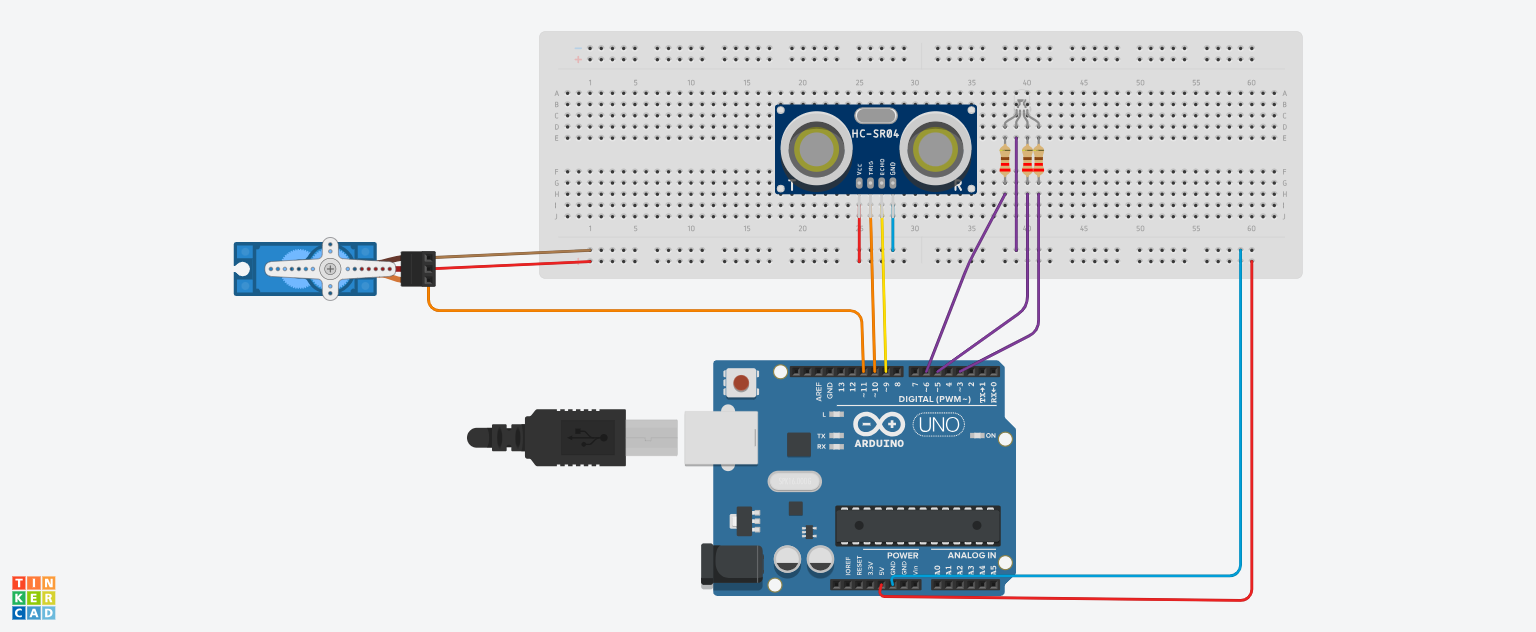 − −
+ +
1 5 10 15 20 25 30 35 40 45 50 55 60
A A
B B
C C
D D
E E
HC-SR04
VCC TRIG ECHO GND
T R
F F
G G
H H
I I
J J
1 5 10 15 20 25 30 35 40 45 50 55 60
AREF GND 13 12 ~11 ~10 ~9 8 7 ~6 ~5 4 ~3 2 TX→1 RX←0
DIGITAL (PWM~)
L
TX
RX
ARDUINO
UNO
ON
POWER
ANALOG IN
IOREF RESET 3.3V 5V GND GND Vin A0 A1 A2 A3 A4 A5
TIN
KER
CAD